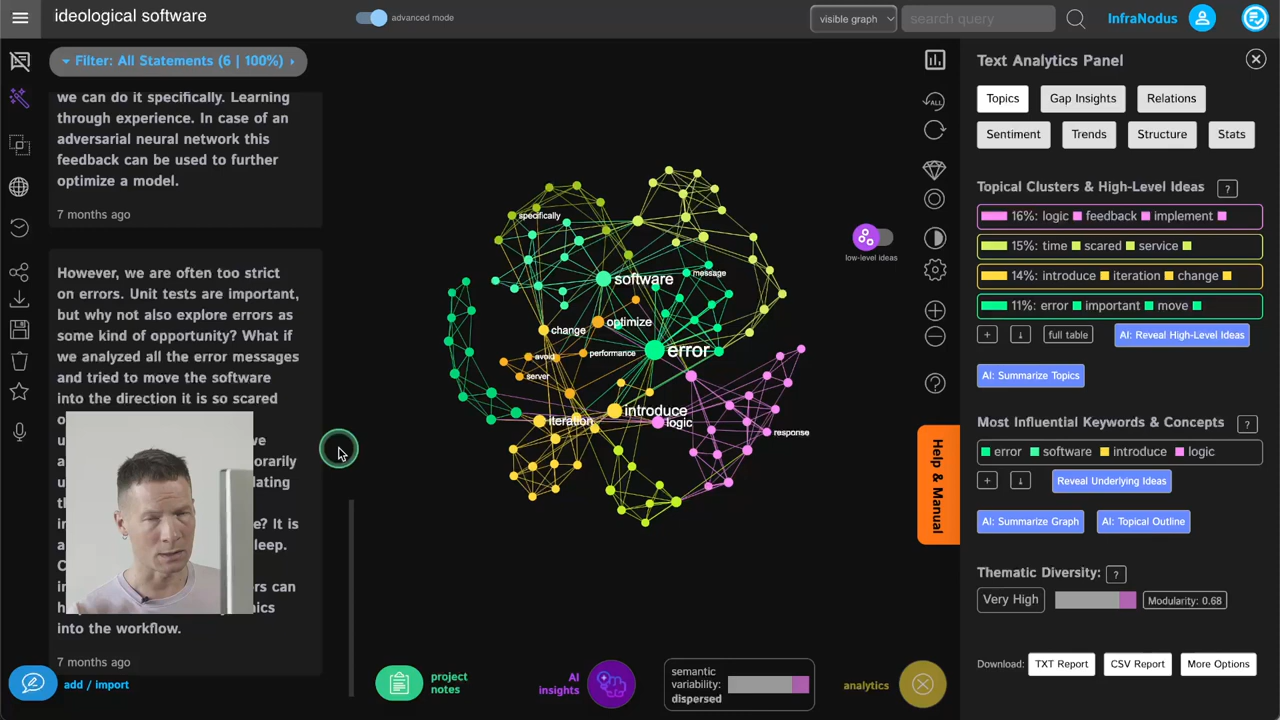 ideological software
advanced mode
visible graph
search query
InfraNodus
Filter: All Statements (6 | 100%)
we can do it specifically. Learning
through experience. In case of an
adversarial neural network this
feedback can be used to further
optimize a model.
7 months ago
However, we are often too strict
on errors. Unit tests are important,
but why not also explore errors as
some kind of opportunity? What if
we analyzed all the error messages
and tried to move the software
into the direction it is so scared
? It is
into the workflow.
7 months ago
add / import
specifically
software
message
change
optimize
error
avoid
performance
server
introduce
iteration
logic
response
ALL
low-level ideas
Help & Manual
project
notes
AI
insights
semantic
variability:
dispersed
analytics
Text Analytics Panel
Topics
Gap Insights
Relations
Sentiment
Trends
Structure
Stats
Topical Clusters & High-Level Ideas ?
16%: logic feedback implement
15%: time scared service
14%: introduce iteration change
11%: error important move
+ ↓ full table AI: Reveal High-Level Ideas
AI: Summarize Topics
Most Influential Keywords & Concepts ?
error software introduce logic
+ ↓ Reveal Underlying Ideas
AI: Summarize Graph AI: Topical Outline
Thematic Diversity: ?
Very High Modularity: 0.68
Download: TXT Report CSV Report More Options